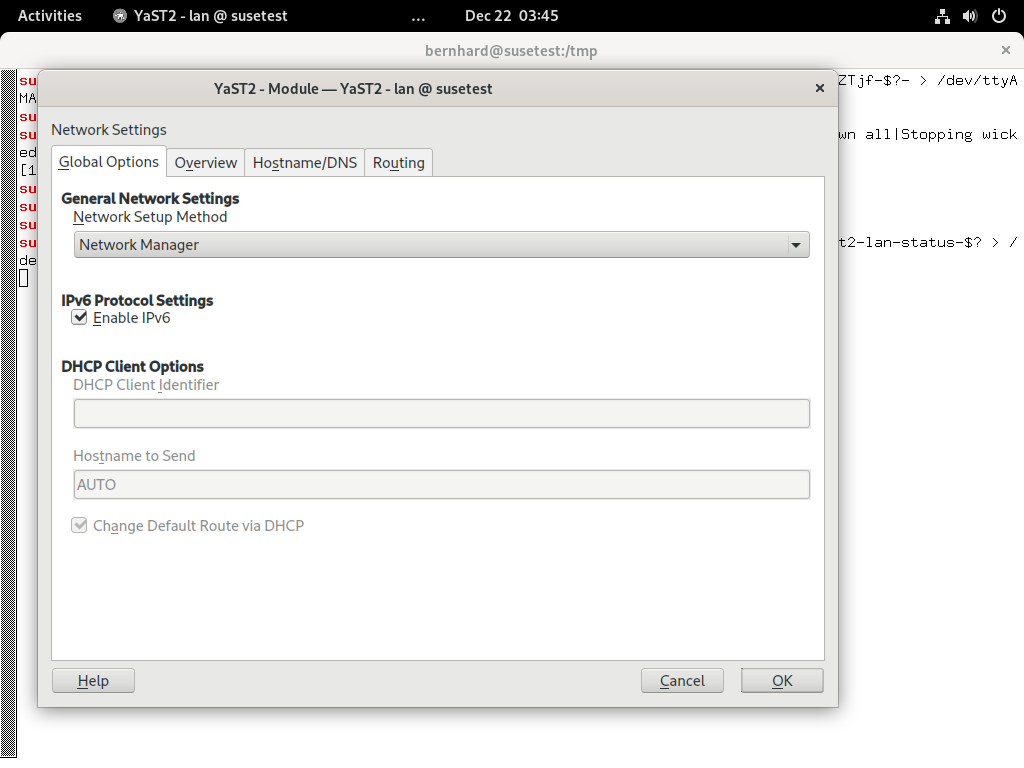 Activities YaST2 - lan @ susetest ... Dec 22 03:45
bernhard@susetest:/tmp
YaST2 - Module — YaST2 - lan @ susetest
su ZTjf-$?- > /dev/ttyA
MA
su
su wn all|Stopping wick
ed
[1
su
su
su
su t2-lan-status-$? > /
de
Network Settings
Global Options Overview Hostname/DNS Routing
General Network Settings
Network Setup Method
Network Manager
IPv6 Protocol Settings
Enable IPv6
DHCP Client Options
DHCP Client Identifier
Hostname to Send
AUTO
Change Default Route via DHCP
Help Cancel OK